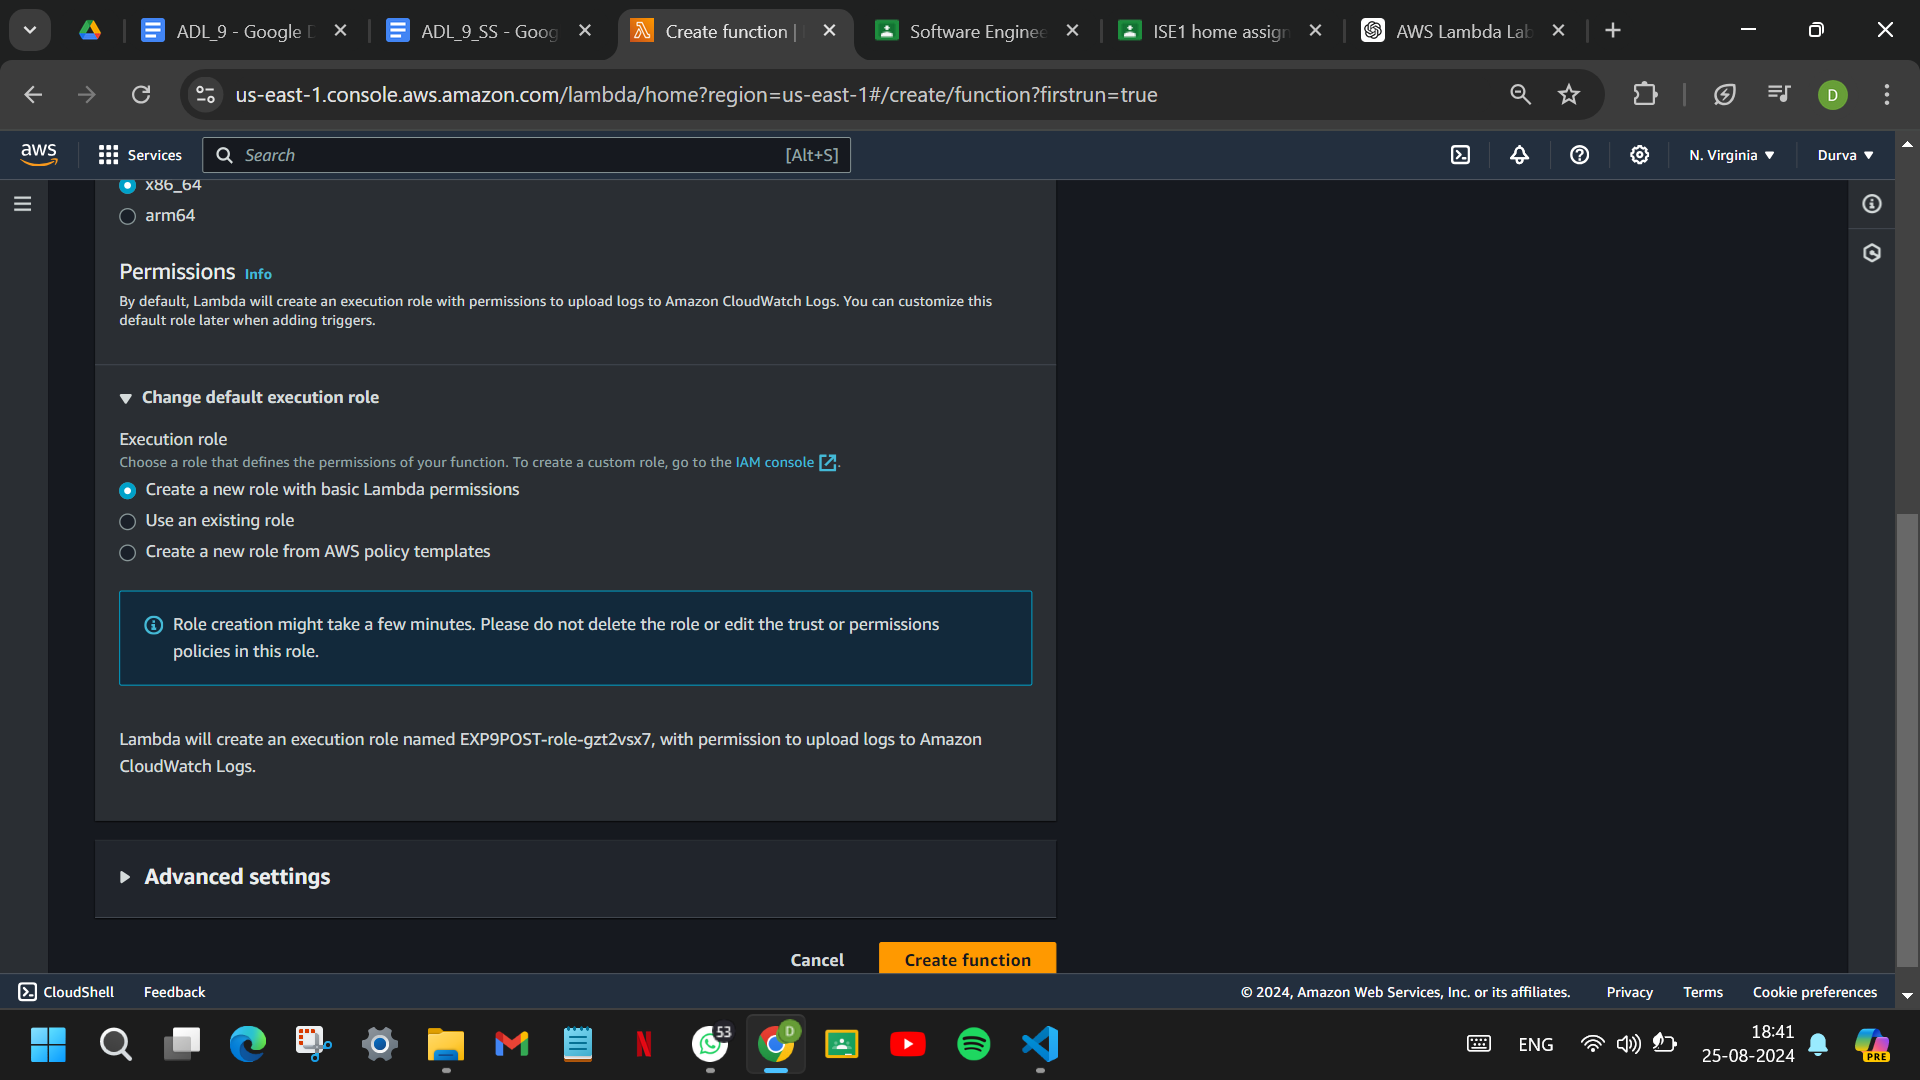 ADL_9 - Google D
ADL_9_SS - Goog
Create function |
Software Enginee
ISE1 home assign
AWS Lambda Lab
us-east-1.console.aws.amazon.com/lambda/home?region=us-east-1#/create/function?firstrun=true
D
aws
Services
Search
[Alt+S]
N. Virginia
Durva
x86_64
arm64
Permissions Info
By default, Lambda will create an execution role with permissions to upload logs to Amazon CloudWatch Logs. You can customize this
default role later when adding triggers.
Change default execution role
Execution role
Choose a role that defines the permissions of your function. To create a custom role, go to the IAM console .
Create a new role with basic Lambda permissions
Use an existing role
Create a new role from AWS policy templates
Role creation might take a few minutes. Please do not delete the role or edit the trust or permissions
policies in this role.
Lambda will create an execution role named EXP9POST-role-gzt2vsx7, with permission to upload logs to Amazon
CloudWatch Logs.
Advanced settings
Cancel
Create function
CloudShell
Feedback
© 2024, Amazon Web Services, Inc. or its affiliates.
Privacy
Terms
Cookie preferences
N
53
D
ENG
18:41
25-08-2024
PRE